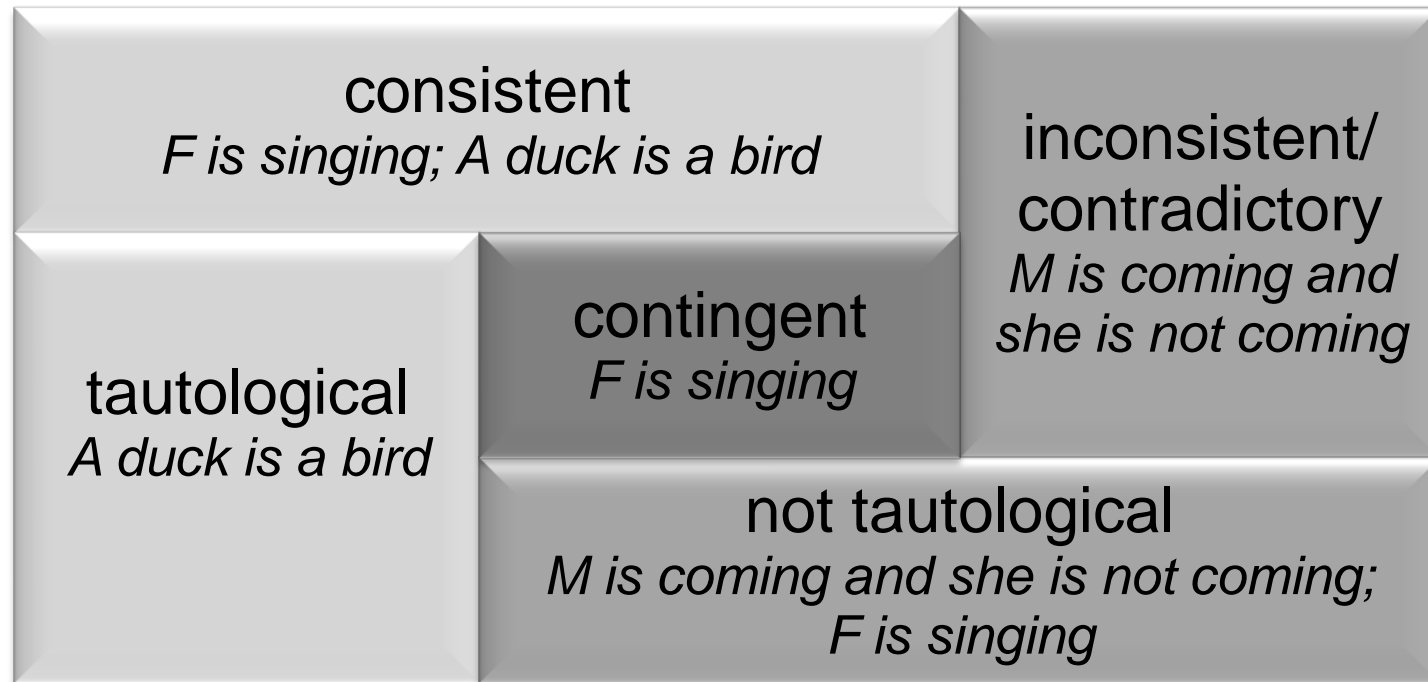 consistent
F is singing; A duck is a bird
inconsistent/
contradictory
M is coming and
she is not coming
tautological
A duck is a bird
contingent
F is singing
not tautological
M is coming and she is not coming;
F is singing